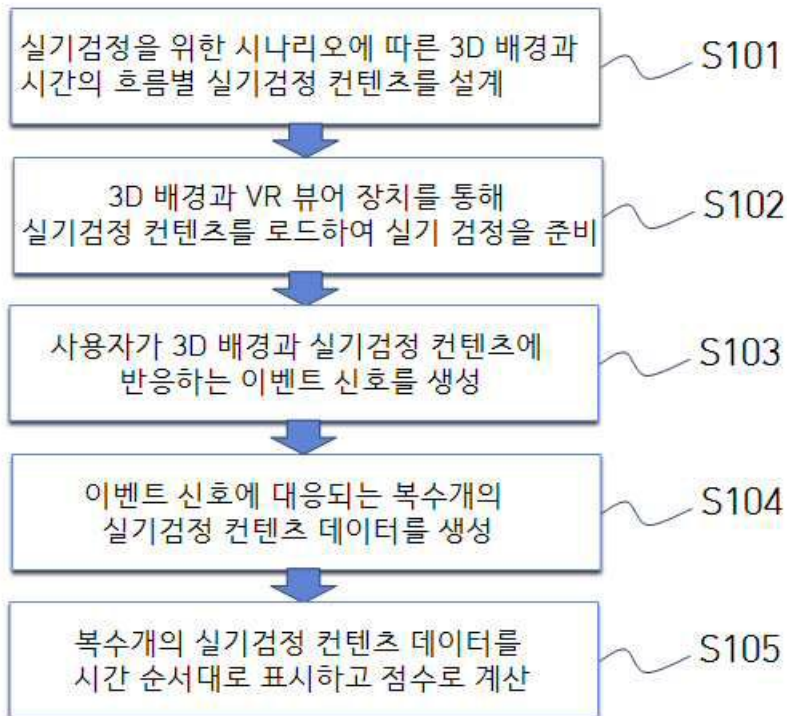 실기검정을 위한 시나리오에 따른 3D 배경과
시간의 흐름별 실기검정 컨텐츠를 설계
S101
3D 배경과 VR 뷰어 장치를 통해
실기검정 컨텐츠를 로드하여 실기 검정을 준비
S102
사용자가 3D 배경과 실기검정 컨텐츠에
반응하는 이벤트 신호를 생성
S103
이벤트 신호에 대응되는 복수개의
실기검정 컨텐츠 데이터를 생성
S104
복수개의 실기검정 컨텐츠 데이터를
시간 순서대로 표시하고 점수로 계산
S105